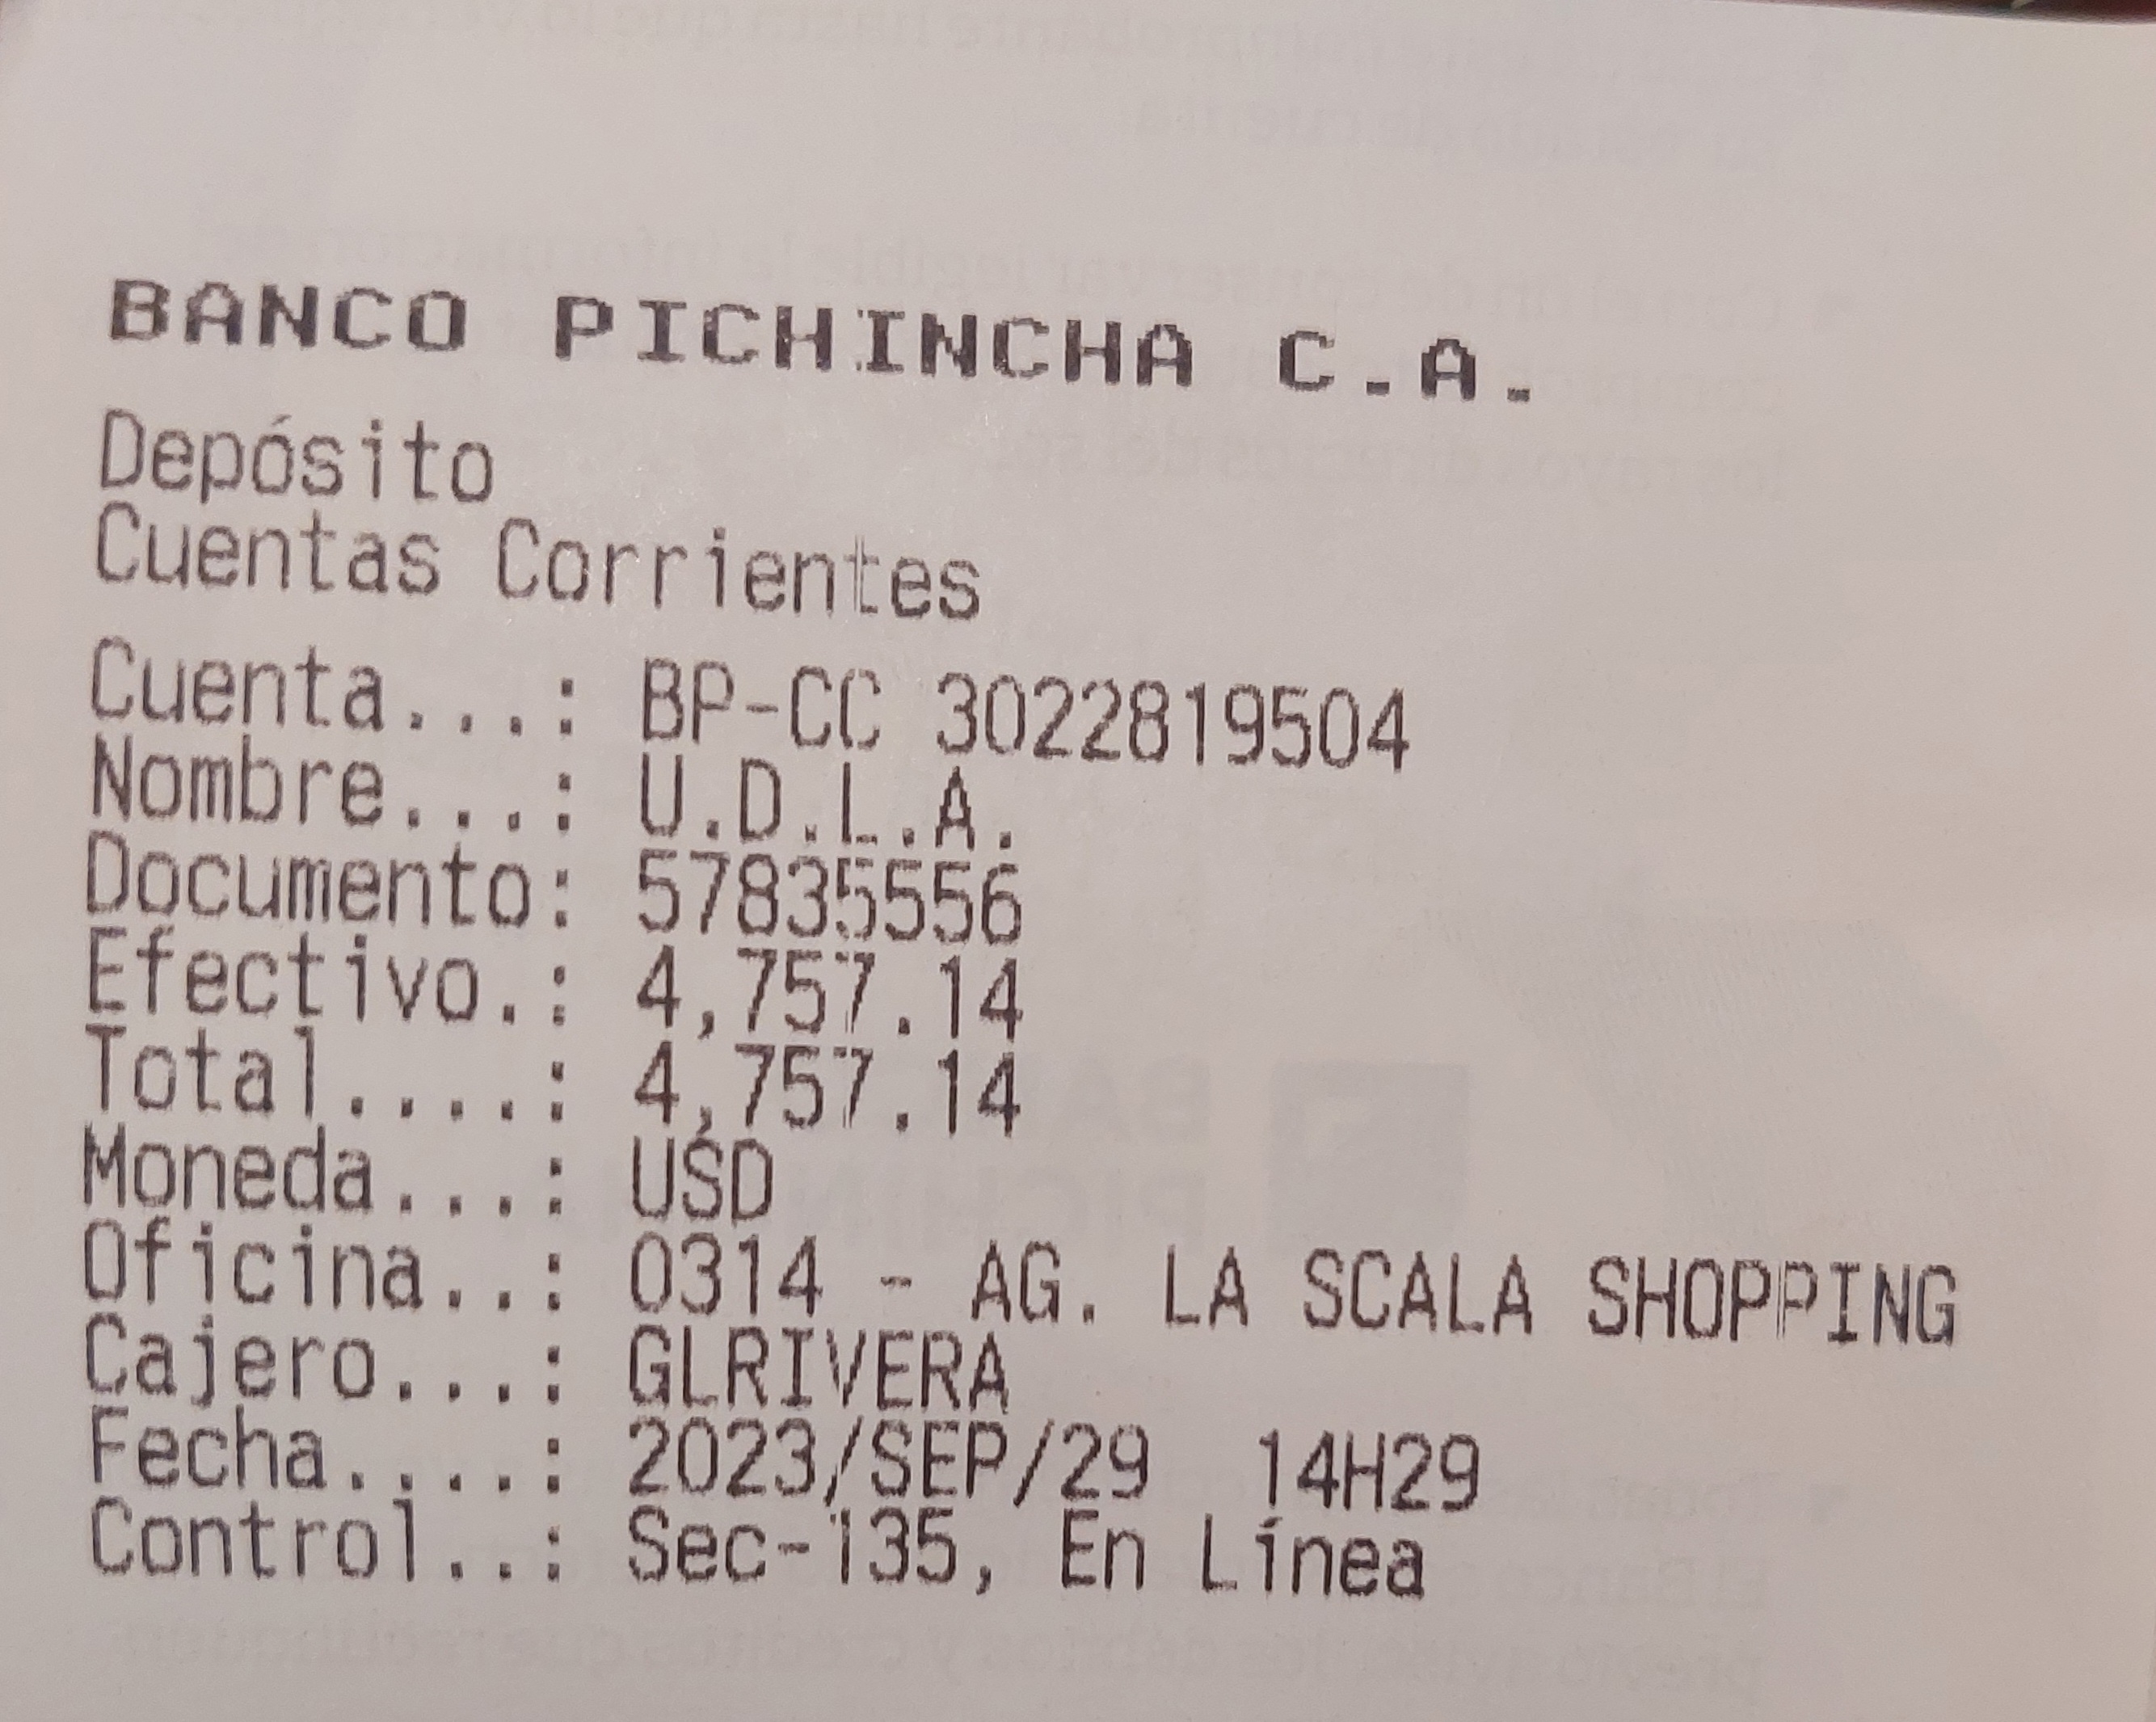 BANCO PICHINCHA C.A.
Depósito
Cuentas Corrientes
Cuenta...: BP-CC 3022819504
Nombre...: U.D.L.A.
Documento: 57835556
Efectivo.: 4,757.14
Total....: 4,757.14
Moneda...: USD
Oficina..: 0314 - AG. LA SCALA SHOPPING
Cajero...: GLRIVERA
Fecha....: 2023/SEP/29 14H29
Control..: Sec-135, En Línea